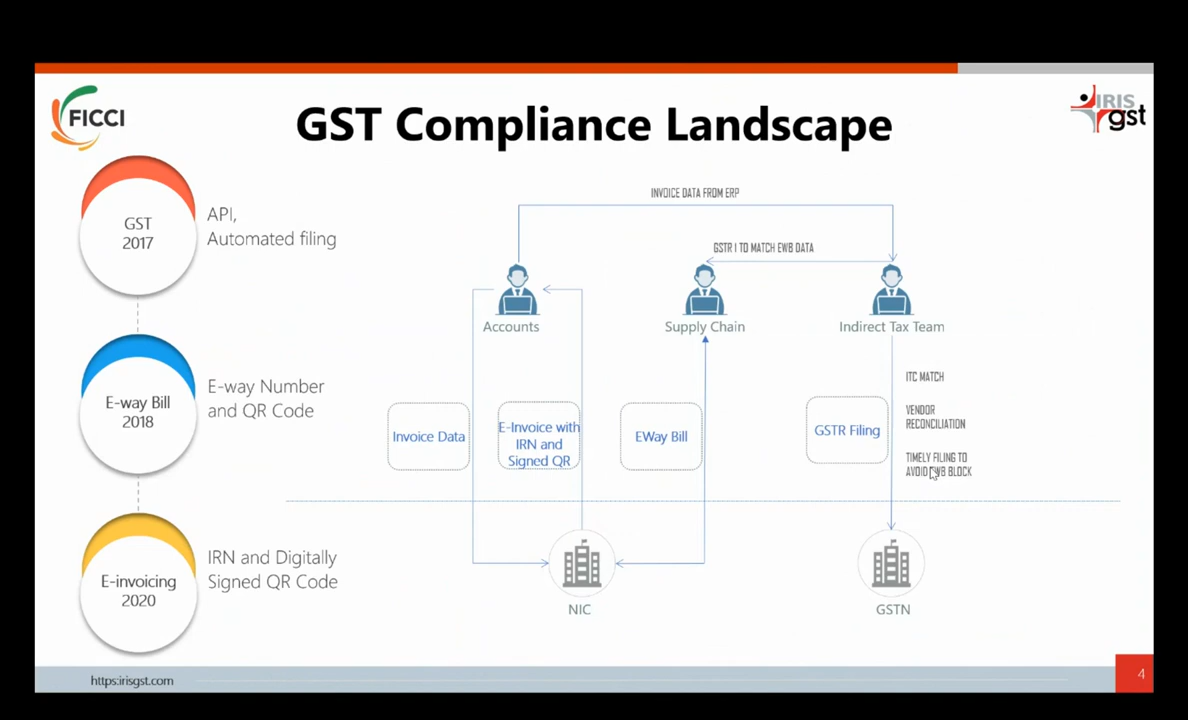 FICCI
GST Compliance Landscape
IRIS
gst
GST
2017
API,
Automated filing
E-way Bill
2018
E-way Number
and QR Code
E-invoicing
2020
IRN and Digitally
Signed QR Code
INVOICE DATA FROM ERP
GSTR 1 TO MATCH EWB DATA
Accounts
Supply Chain
Indirect Tax Team
Invoice Data
E-Invoice with
IRN and
Signed QR
EWay Bill
GSTR Filing
ITC MATCH
VENDOR
RECONCILIATION
TIMELY FILING TO
AVOID EWB BLOCK
NIC
GSTN
https:irisgst.com
4